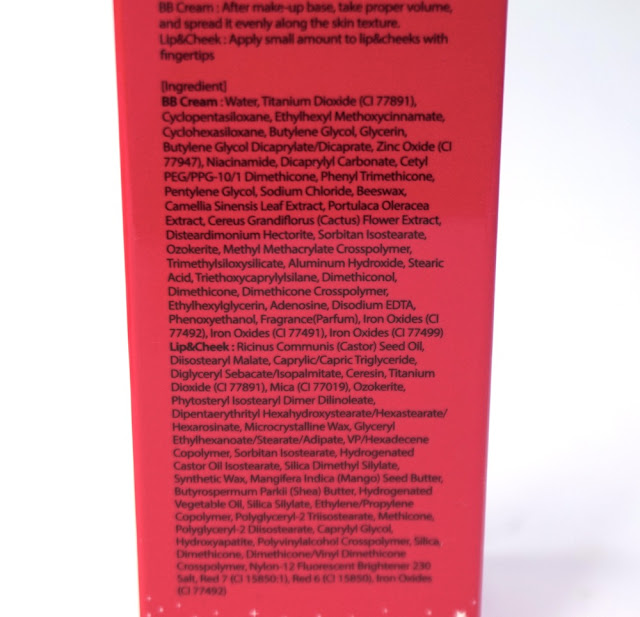 BB Cream : After make-up base, take proper volume,
and spread it evenly along the skin texture.
Lip&Cheek : Apply small amount to lip&cheeks with
fingertips
[Ingredient]
BB Cream : Water, Titanium Dioxide (CI 77891),
Cyclopentasiloxane, Ethylhexyl Methoxycinnamate,
Cyclohexasiloxane, Butylene Glycol, Glycerin,
Butylene Glycol Dicaprylate/Dicaprate, Zinc Oxide (CI
77947), Niacinamide, Dicaprylyl Carbonate, Cetyl
PEG/PPG-10/1 Dimethicone, Phenyl Trimethicone,
Pentylene Glycol, Sodium Chloride, Beeswax,
Camellia Sinensis Leaf Extract, Portulaca Oleracea
Extract, Cereus Grandiflorus (Cactus) Flower Extract,
Disteardimonium Hectorite, Sorbitan Isostearate,
Ozokerite, Methyl Methacrylate Crosspolymer,
Trimethylsiloxysilicate, Aluminum Hydroxide, Stearic
Acid, Triethoxycaprylylsilane, Dimethiconol,
Dimethicone, Dimethicone Crosspolymer,
Ethylhexylglycerin, Adenosine, Disodium EDTA,
Phenoxyethanol, Fragrance(Parfum), Iron Oxides (CI
77492), Iron Oxides (CI 77491), Iron Oxides (CI 77499)
Lip&Cheek : Ricinus Communis (Castor) Seed Oil,
Diisostearyl Malate, Caprylic/Capric Triglyceride,
Diglyceryl Sebacate/Isopalmitate, Ceresin, Titanium
Dioxide (CI 77891), Mica (CI 77019), Ozokerite,
Phytosteryl Isostearyl Dimer Dilinoleate,
Dipentaerythrityl Hexahydroxystearate/Hexastearate/
Hexarosinate, Microcrystalline Wax, Glyceryl
Ethylhexanoate/Stearate/Adipate, VP/Hexadecene
Copolymer, Sorbitan Isostearate, Hydrogenated
Castor Oil Isostearate, Silica Dimethyl Silylate,
Synthetic Wax, Mangifera Indica (Mango) Seed Butter,
Butyrospermum Parkii (Shea) Butter, Hydrogenated
Vegetable Oil, Silica Silylate, Ethylene/Propylene
Copolymer, Polyglyceryl-2 Triisostearate, Methicone,
Polyglyceryl-2 Diisostearate, Caprylyl Glycol,
Hydroxyapatite, Polyvinylalcohol Crosspolymer, Silica,
Dimethicone, Dimethicone/Vinyl Dimethicone
Crosspolymer, Nylon-12 Fluorescent Brightener 230
Salt, Red 7 (CI 15850:1), Red 6 (CI 15850), Iron Oxides
(CI 77492)